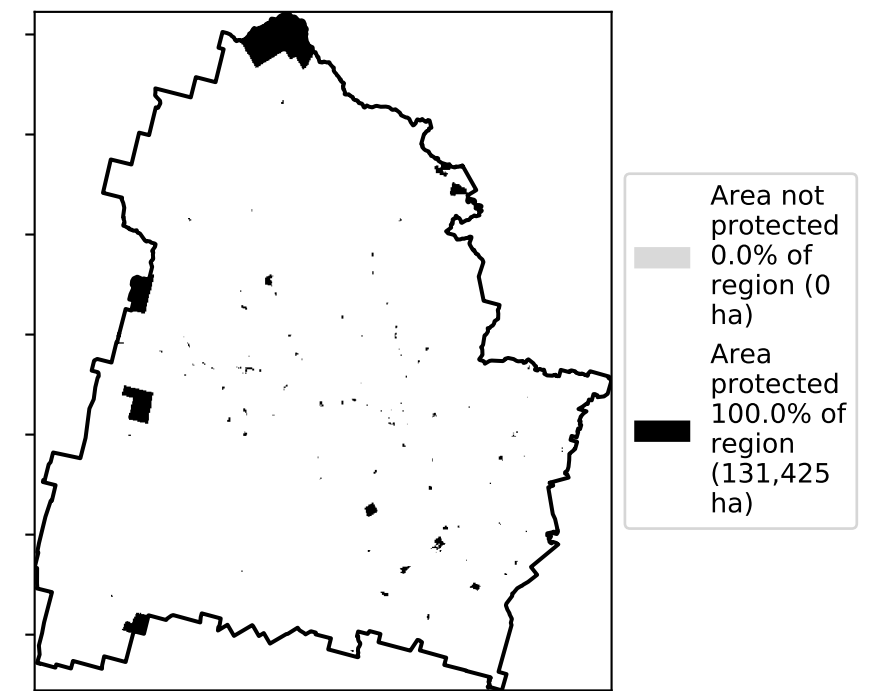 Area not
protected
0.0% of
region (0
ha)
Area
protected
100.0% of
region
(131,425
ha)